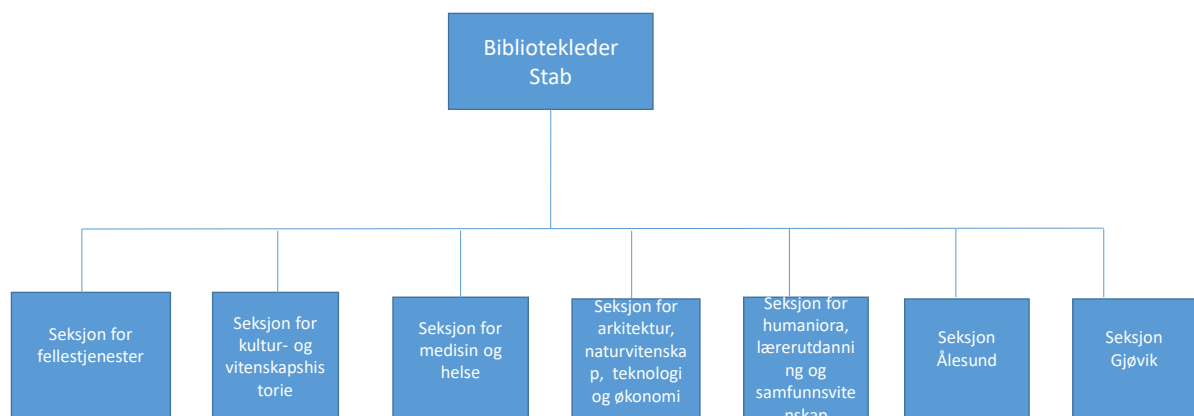 Bibliotekleder
Stab
Seksjon for
fellestjenester
Seksjon for
kultur- og
vitenskapshis
torie
Seksjon for
medisin og
helse
Seksjon for
arkitektur,
naturvitenska
p, teknologi
og økonomi
Seksjon for
humaniora,
lærerutdanni
ng og
samfunnsvite
nskap
Seksjon
Ålesund
Seksjon
Gjøvik